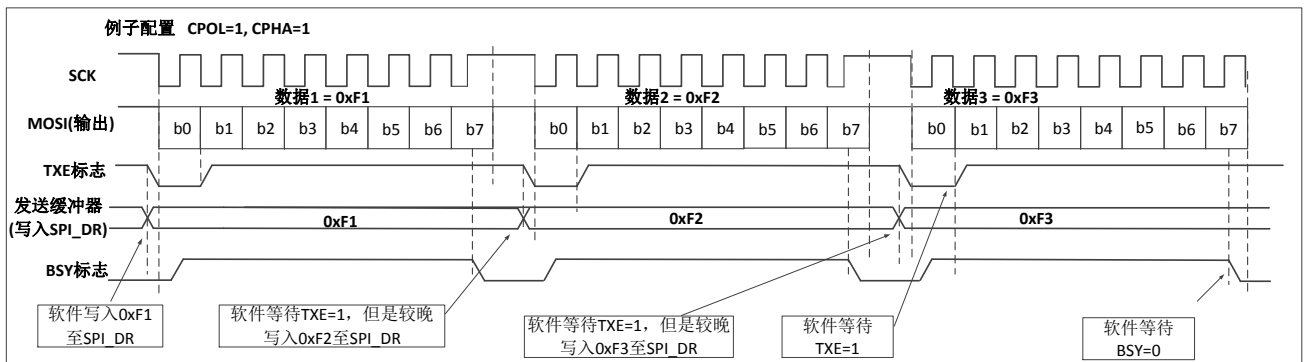 例子配置 CPOL=1, CPHA=1
SCK
数据1 = 0xF1
数据2 = 0xF2
数据3 = 0xF3
MOSI(输出)
b0 b1 b2 b3 b4 b5 b6 b7
b0 b1 b2 b3 b4 b5 b6 b7
b0 b1 b2 b3 b4 b5 b6 b7
TXE标志
发送缓冲器
(写入SPI_DR)
0xF1
0xF2
0xF3
BSY标志
软件写入0xF1
至SPI_DR
软件等待TXE=1，但是较晚
写入0xF2至SPI_DR
软件等待TXE=1，但是较晚
写入0xF3至SPI_DR
软件等待
TXE=1
软件等待
BSY=0